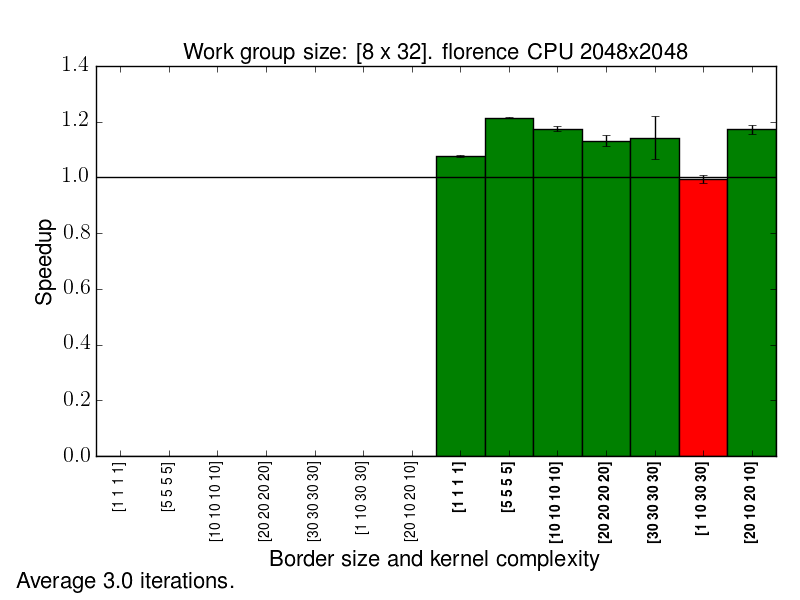 Work group size: [8 x 32]. florence CPU 2048x2048
1.4
1.2
1.0
0.8
0.6
0.4
0.2
0.0
Speedup
[1 1 1 1]
[5 5 5 5]
[10 10 10 10]
[20 20 20 20]
[30 30 30 30]
[1 10 30 30]
[20 10 20 10]
[1 1 1 1]
[5 5 5 5]
[10 10 10 10]
[20 20 20 20]
[30 30 30 30]
[1 10 30 30]
[20 10 20 10]
Border size and kernel complexity
Average 3.0 iterations.